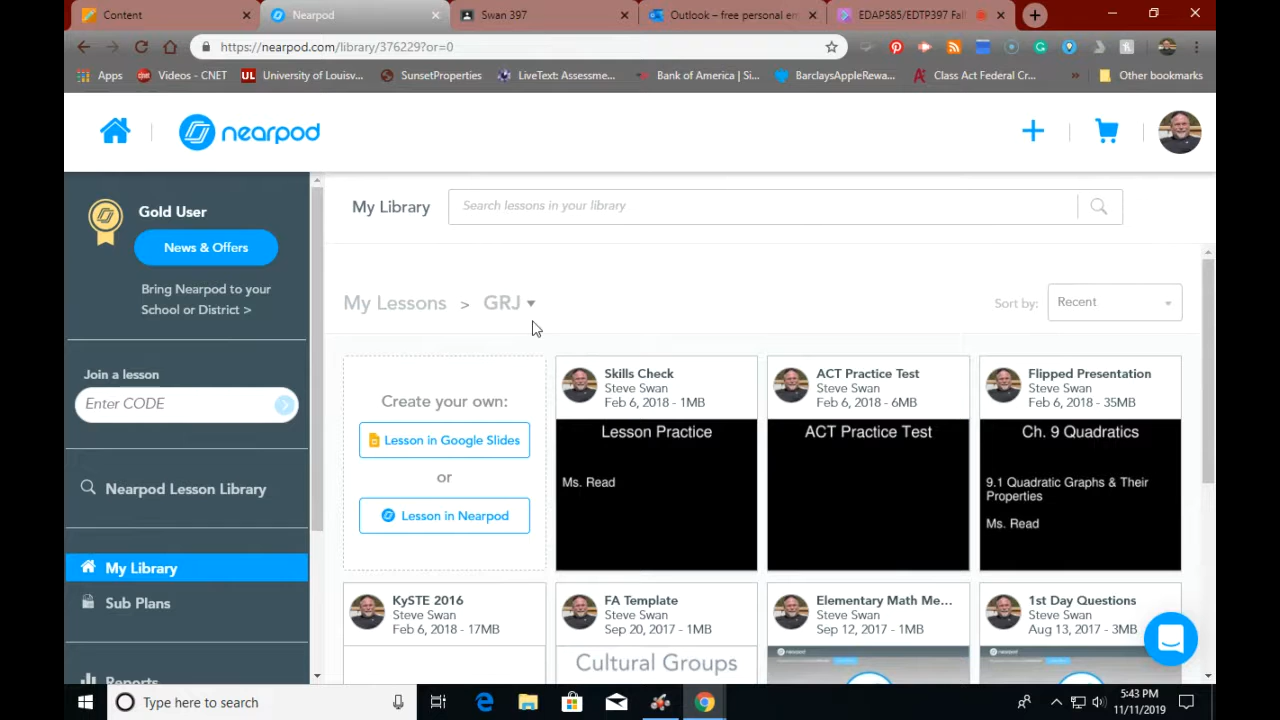 Content
Nearpod
Swan 397
Outlook – free personal em
EDAP585/EDTP397 Fall
https://nearpod.com/library/376229?or=0
Apps
Videos - CNET
University of Louisv...
SunsetProperties
LiveText: Assessme...
Bank of America | Si...
BarclaysAppleRewa...
Class Act Federal Cr...
»
Other bookmarks
nearpod
Gold User
News & Offers
Bring Nearpod to your
School or District >
Join a lesson
Enter CODE
Nearpod Lesson Library
My Library
Sub Plans
Reports
My Library
Search lessons in your library
My Lessons > GRJ
Sort by: Recent
Create your own:
Lesson in Google Slides
or
Lesson in Nearpod
Skills Check
Steve Swan
Feb 6, 2018 - 1MB
Lesson Practice
Ms. Read
ACT Practice Test
Steve Swan
Feb 6, 2018 - 6MB
ACT Practice Test
Flipped Presentation
Steve Swan
Feb 6, 2018 - 35MB
Ch. 9 Quadratics
9.1 Quadratic Graphs & Their
Properties
Ms. Read
KySTE 2016
Steve Swan
Feb 6, 2018 - 17MB
FA Template
Steve Swan
Sep 20, 2017 - 1MB
Cultural Groups
Elementary Math Me...
Steve Swan
Sep 12, 2017 - 1MB
1st Day Questions
Steve Swan
Aug 13, 2017 - 3MB
Type here to search
5:43 PM
11/11/2019